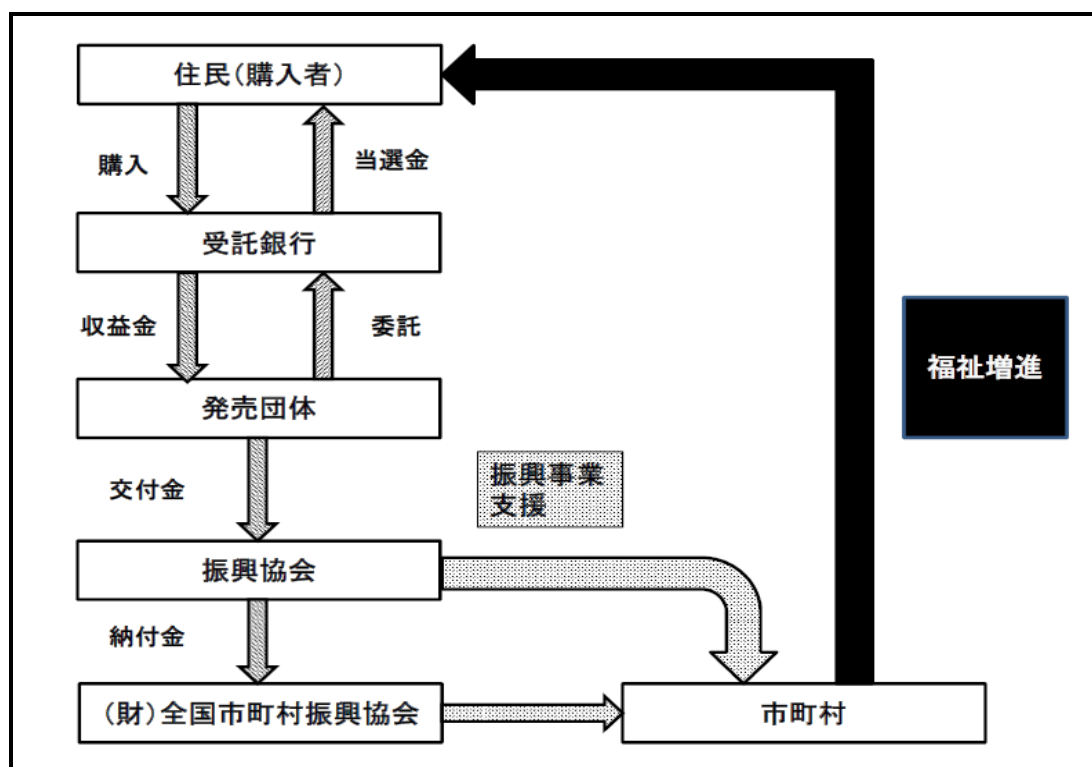 住民（購入者）
購入
当選金
受託銀行
収益金
委託
福祉増進
発売団体
交付金
振興事業
支援
振興協会
納付金
（財）全国市町村振興協会
市町村